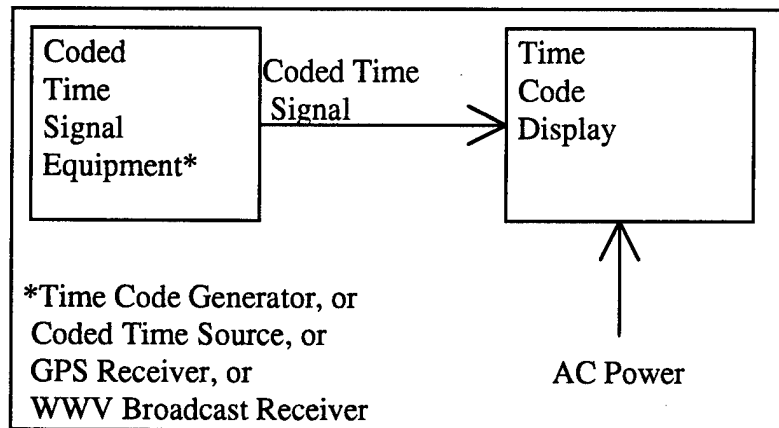 Coded
Time
Signal
Equipment*
Coded Time
Signal
Time
Code
Display
*Time Code Generator, or
Coded Time Source, or
GPS Receiver, or
WWV Broadcast Receiver
AC Power